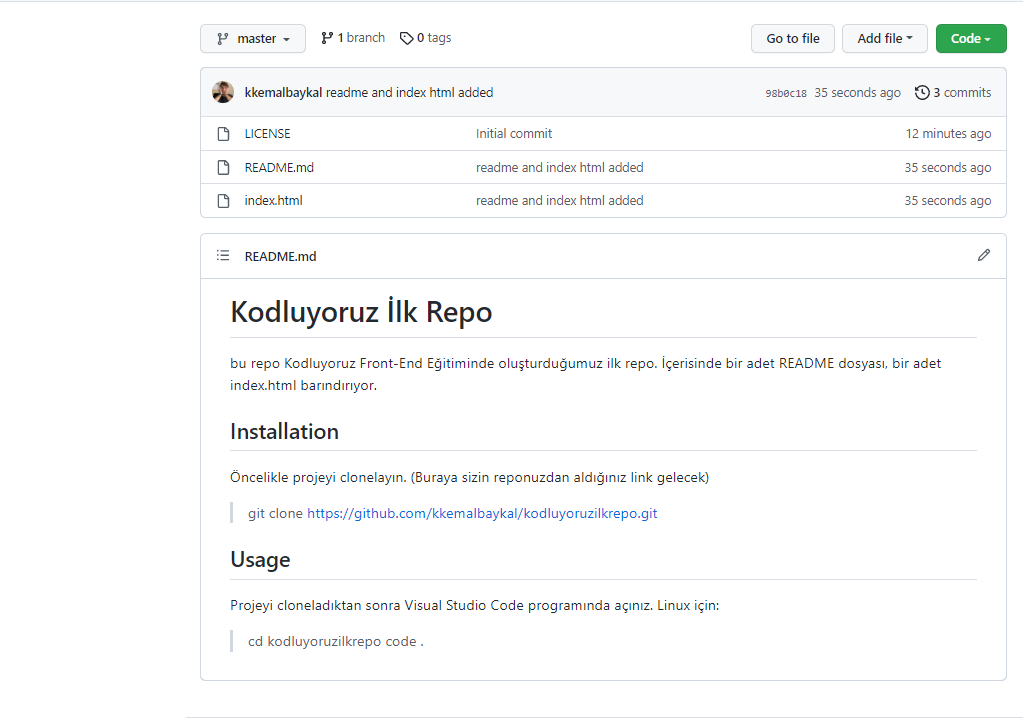 master 1 branch 0 tags Go to file Add file Code
kkemalbaykal readme and index html added 98b0c18 35 seconds ago 3 commits
LICENSE Initial commit 12 minutes ago
README.md readme and index html added 35 seconds ago
index.html readme and index html added 35 seconds ago
README.md
Kodluyoruz İlk Repo
bu repo Kodluyoruz Front-End Eğitiminde oluşturduğumuz ilk repo. İçerisinde bir adet README dosyası, bir adet
index.html barındırıyor.
Installation
Öncelikle projeyi clonelayın. (Buraya sizin reponuzdan aldığınız link gelecek)
git clone https://github.com/kkemalbaykal/kodluyoruzilkrepo.git
Usage
Projeyi cloneladıktan sonra Visual Studio Code programında açınız. Linux için:
cd kodluyoruzilkrepo code .